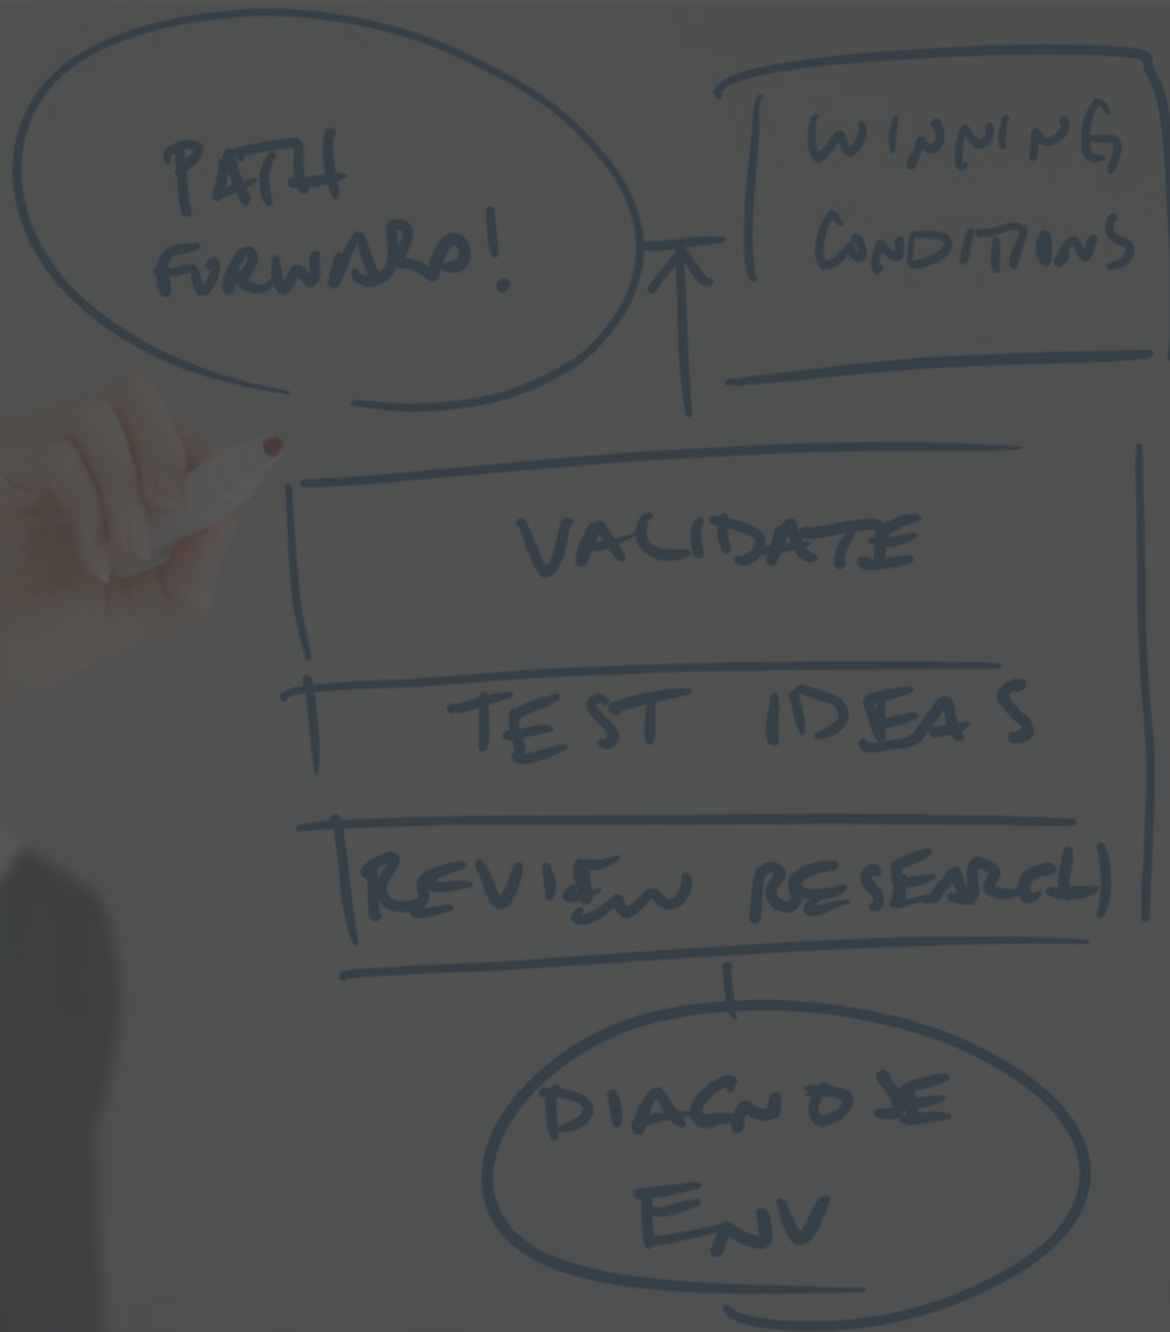 PATH
FORWARD!
WINNING
CONDITIONS
VALIDATE
TEST IDEAS
REVIEW RESEARCH
DIAGNOSE
ENV